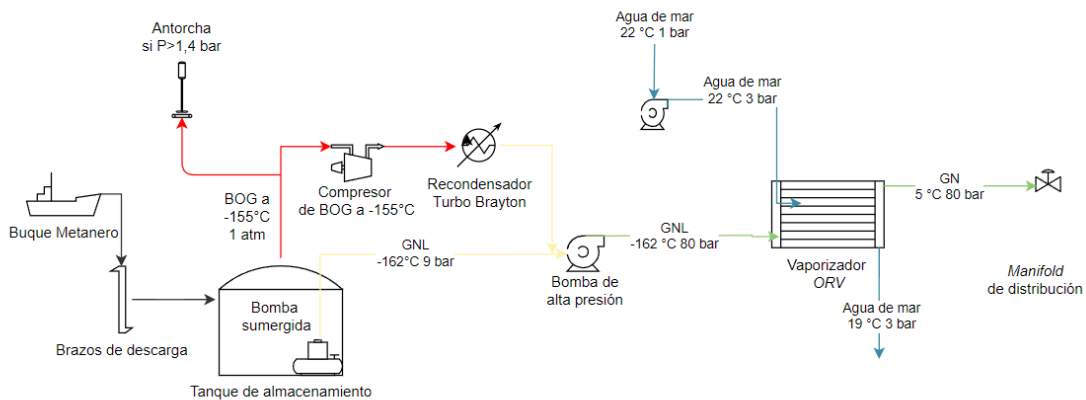 Antorcha
si P>1,4 bar
Agua de mar
22 °C 1 bar
Agua de mar
22 °C 3 bar
Buque Metanero
BOG a
-155°C
1 atm
Compresor
de BOG a -155°C
Recondensador
Turbo Brayton
GNL
-162°C 9 bar
Bomba de
alta presión
GNL
-162 °C 80 bar
GN
5 °C 80 bar
Vaporizador
ORV
Manifold
de distribución
Agua de mar
19 °C 3 bar
Brazos de descarga
Bomba
sumergida
Tanque de almacenamiento